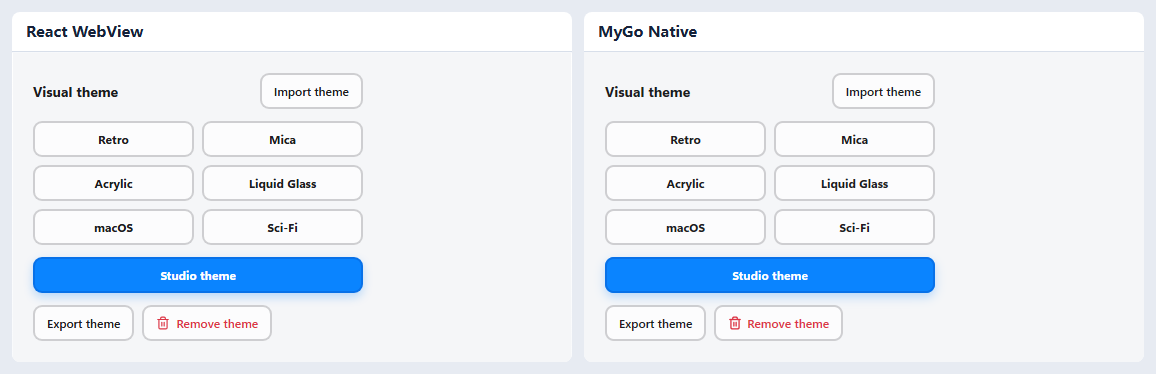 React WebView
Visual theme
Import theme
Retro
Mica
Acrylic
Liquid Glass
macOS
Sci-Fi
Studio theme
Export theme
Remove theme
MyGo Native
Visual theme
Import theme
Retro
Mica
Acrylic
Liquid Glass
macOS
Sci-Fi
Studio theme
Export theme
Remove theme